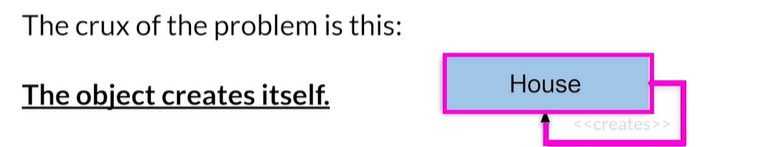 The crux of the problem is this:
The object creates itself.
House
<<creates>>